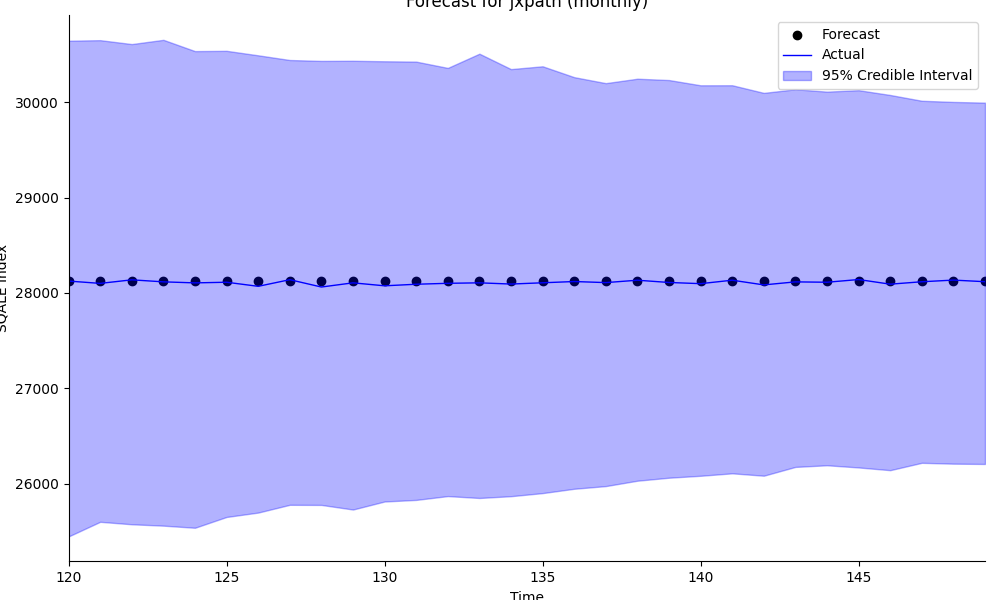 Forecast for jxpath (monthly)
Forecast
Actual
95% Credible Interval
30000
29000
28000
27000
26000
SQALE Index
120
125
130
135
140
145
Time